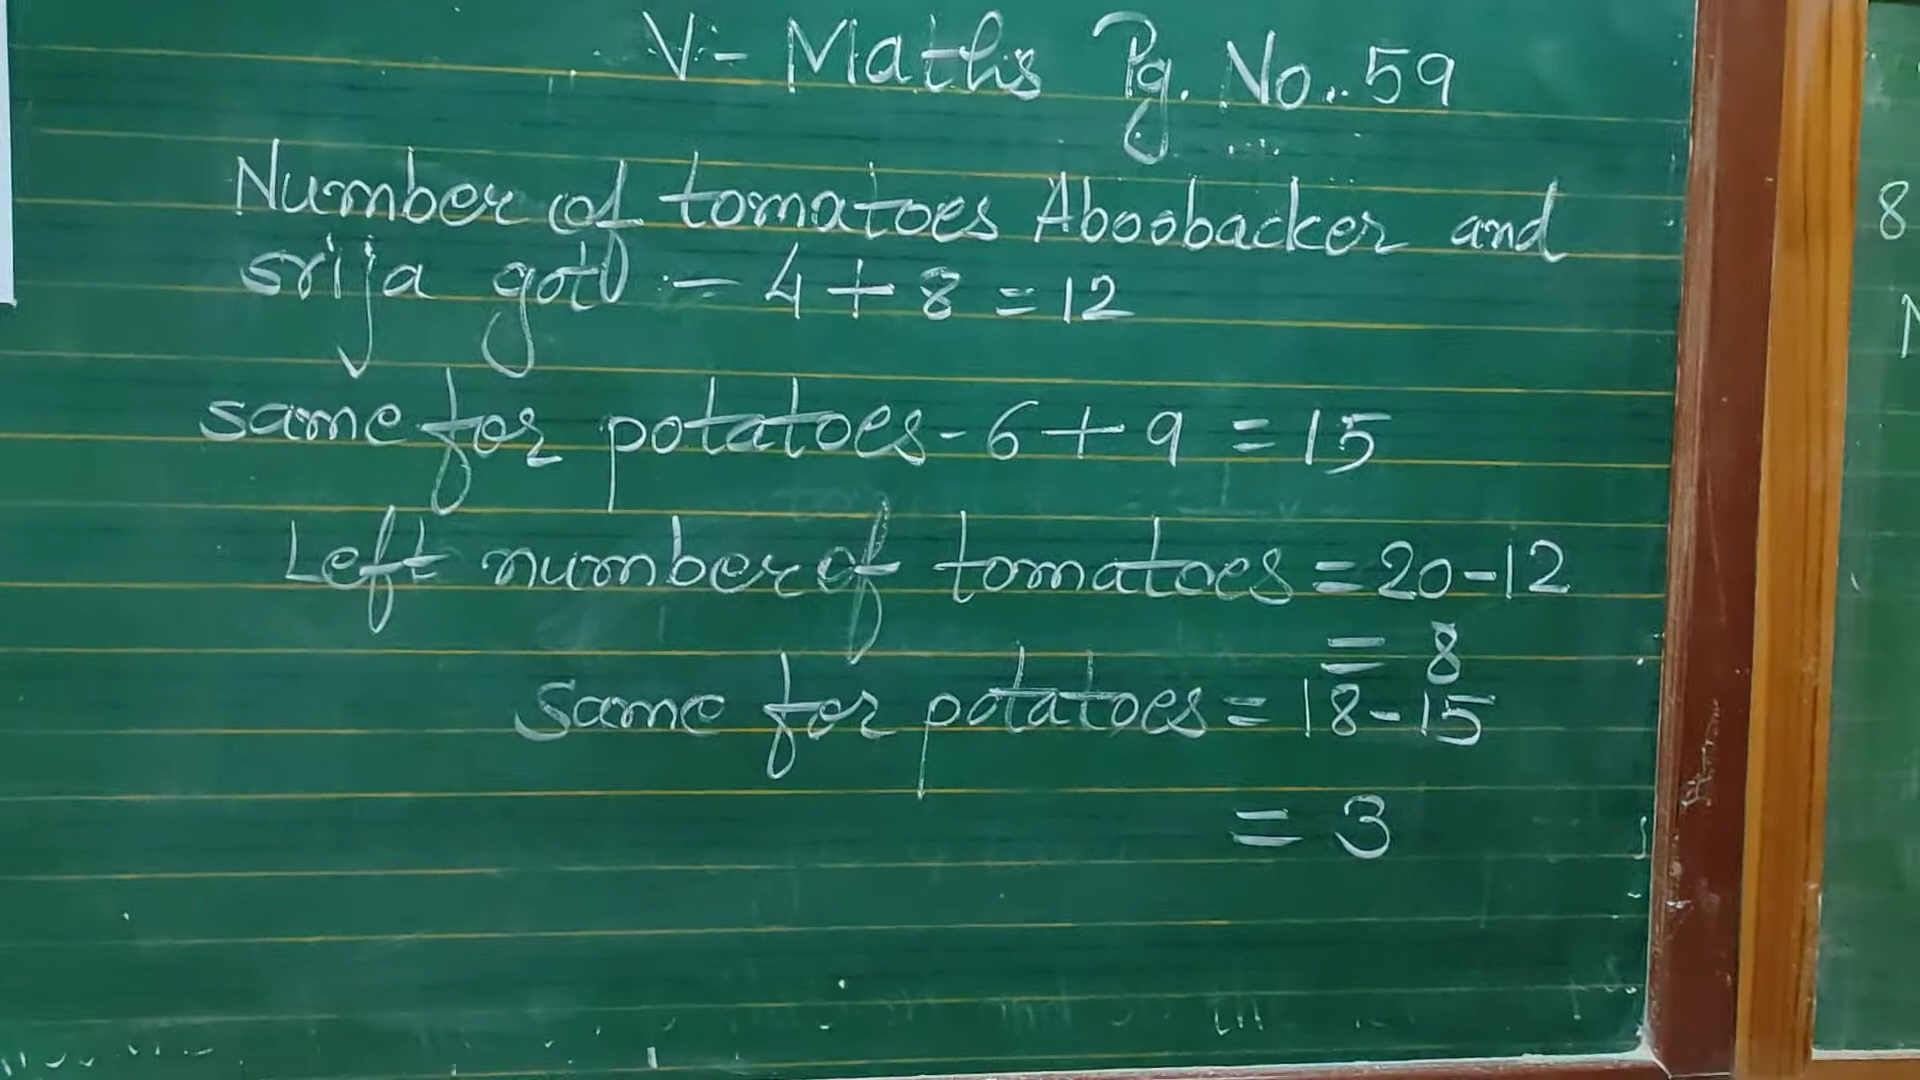 V- Maths Pg. No. 59
Number of tomatoes Aboobacker and
srija got - 4 + 8 = 12
same for potatoes - 6 + 9 = 15
Left number of tomatoes = 20 - 12
= 8
Same for potatoes = 18 - 15
= 3
8